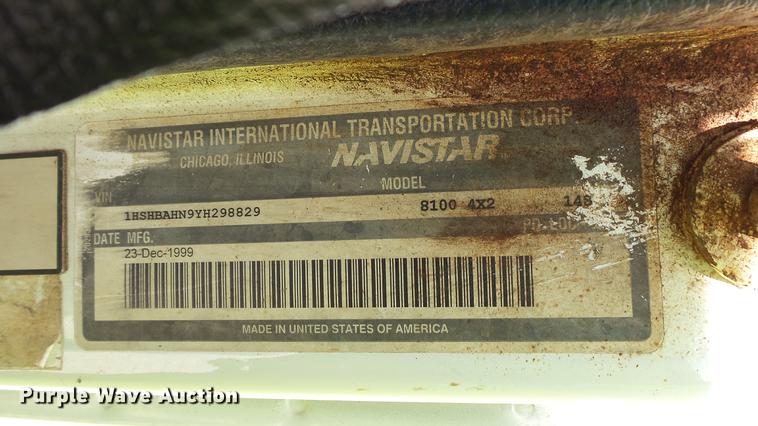 NAVISTAR INTERNATIONAL TRANSPORTATION CORP
CHICAGO, ILLINOIS NAVISTAR
VIN MODEL
1HSHBAHN9YH298829 8100 4X2
DATE MFG.
23-Dec-1999
MADE IN UNITED STATES OF AMERICA
Purple Wave Auction